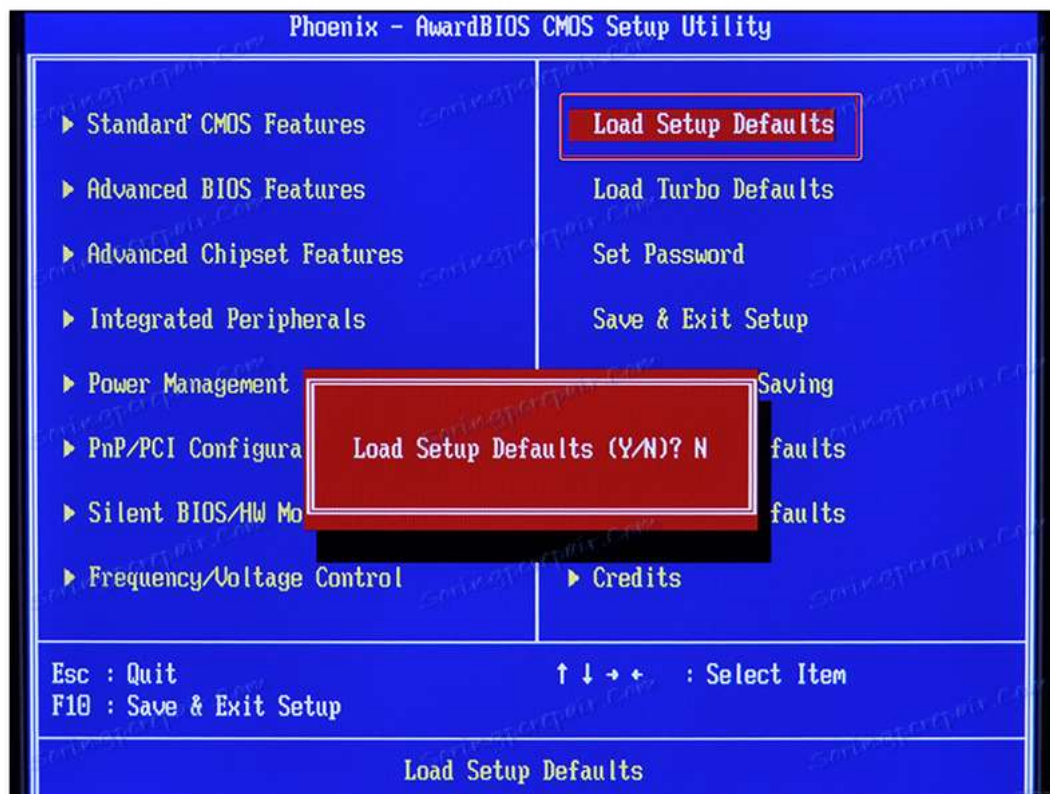 Phoenix - AwardBIOS CMOS Setup Utility
Standard CMOS Features
Advanced BIOS Features
Advanced Chipset Features
Integrated Peripherals
Power Management
PnP/PCI Configura
Silent BIOS/HW Mo
Frequency/Voltage Control
Load Setup Defaults
Load Turbo Defaults
Set Password
Save & Exit Setup
Saving
faults
faults
Credits
Load Setup Defaults (Y/N)? N
Esc : Quit
F10 : Save & Exit Setup
↑ ↓ → ← : Select Item
Load Setup Defaults